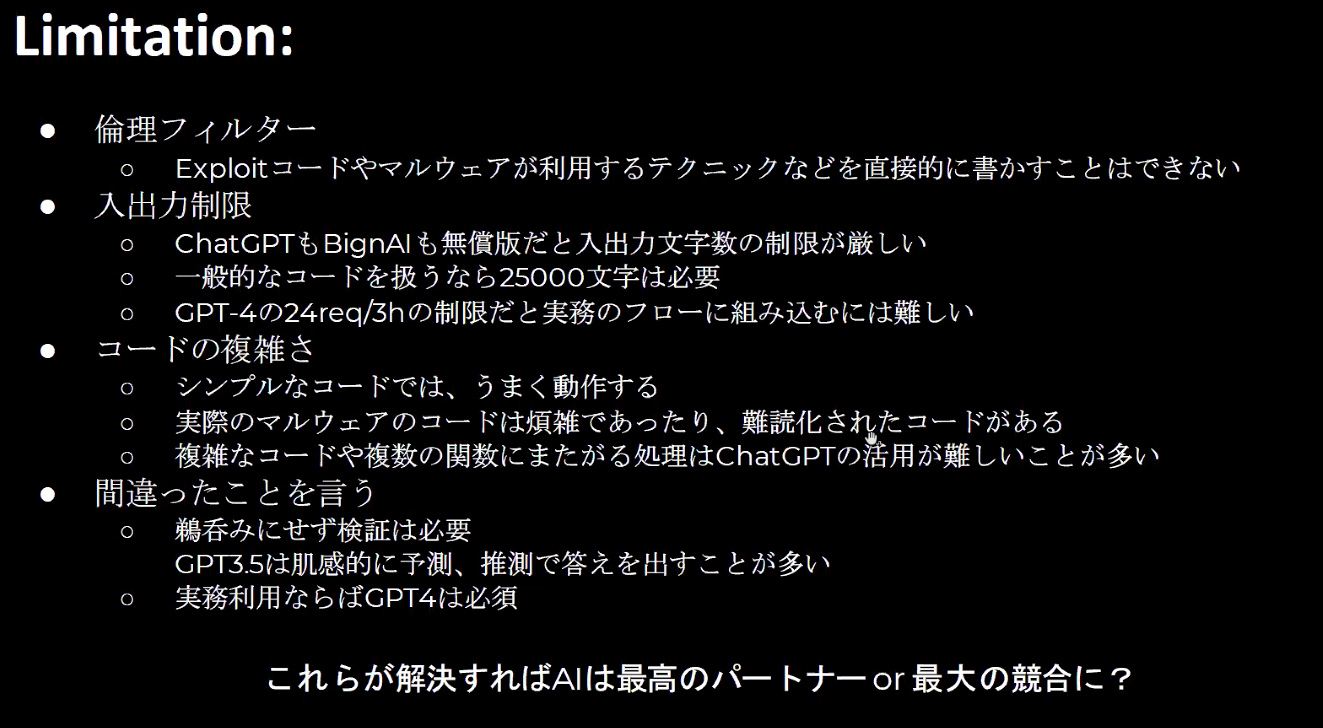 Limitation:
● 倫理フィルター
○ Exploitコードやマルウェアが利用するテクニックなどを直接的に書かすことはできない
● 入出力制限
○ ChatGPTもBignAIも無償版だと入出力文字数の制限が厳しい
○ 一般的なコードを扱うなら25000文字は必要
○ GPT-4の24req/3hの制限だと実務のフローに組み込むには難しい
● コードの複雑さ
○ シンプルなコードでは、うまく動作する
○ 実際のマルウェアのコードは煩雑であったり、難読化されたコードがある
○ 複雑なコードや複数の関数にまたがる処理はChatGPTの活用が難しいことが多い
● 間違ったことを言う
○ 鵜呑みにせず検証は必要
GPT3.5は肌感的に予測、推測で答えを出すことが多い
○ 実務利用ならばGPT4は必須
これらが解決すればAIは最高のパートナー or 最大の競合に？